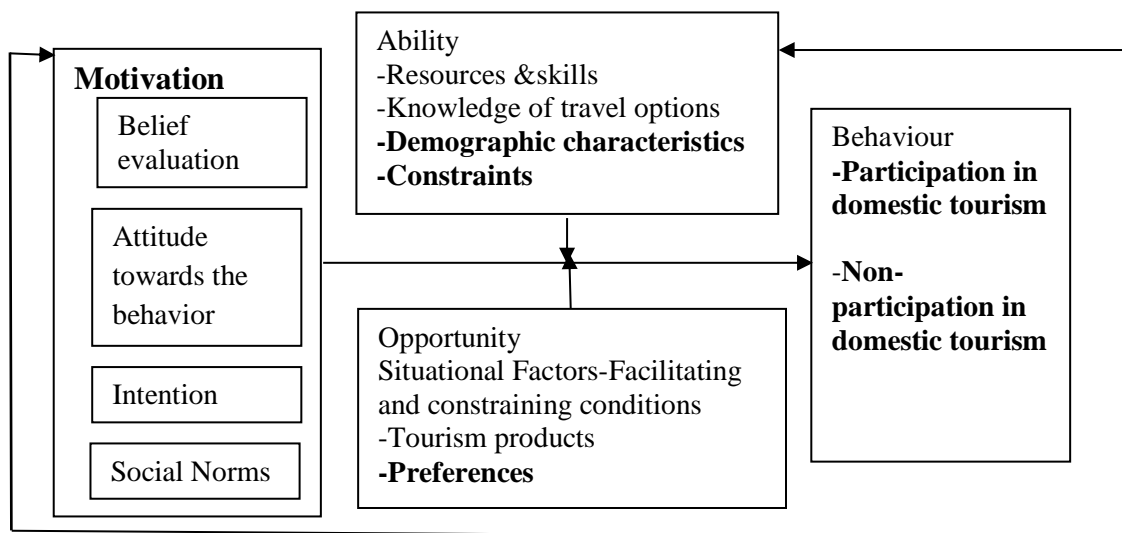 Motivation
Belief
evaluation
Attitude
towards the
behavior
Intention
Social Norms
Ability
-Resources &skills
-Knowledge of travel options
-Demographic characteristics
-Constraints
Opportunity
Situational Factors-Facilitating
and constraining conditions
-Tourism products
-Preferences
Behaviour
-Participation in
domestic tourism
-Non-
participation in
domestic tourism